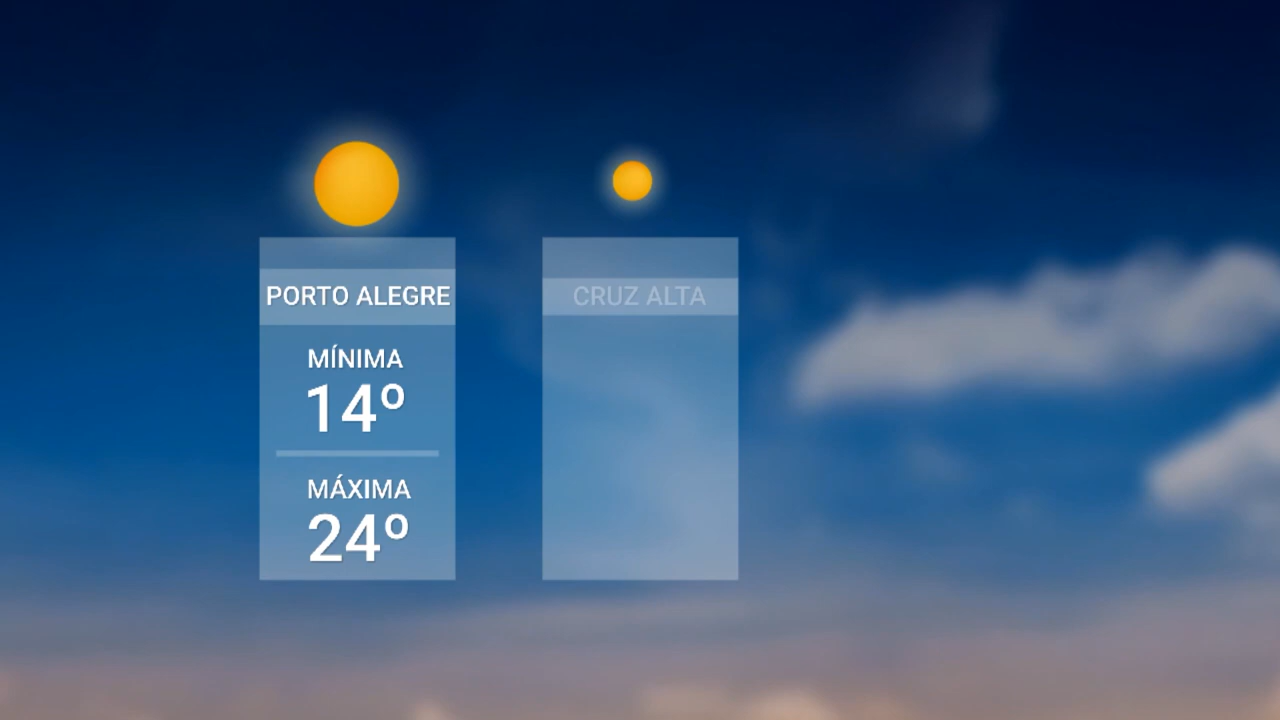 PORTO ALEGRE
MÍNIMA
14º
MÁXIMA
24º
CRUZ ALTA